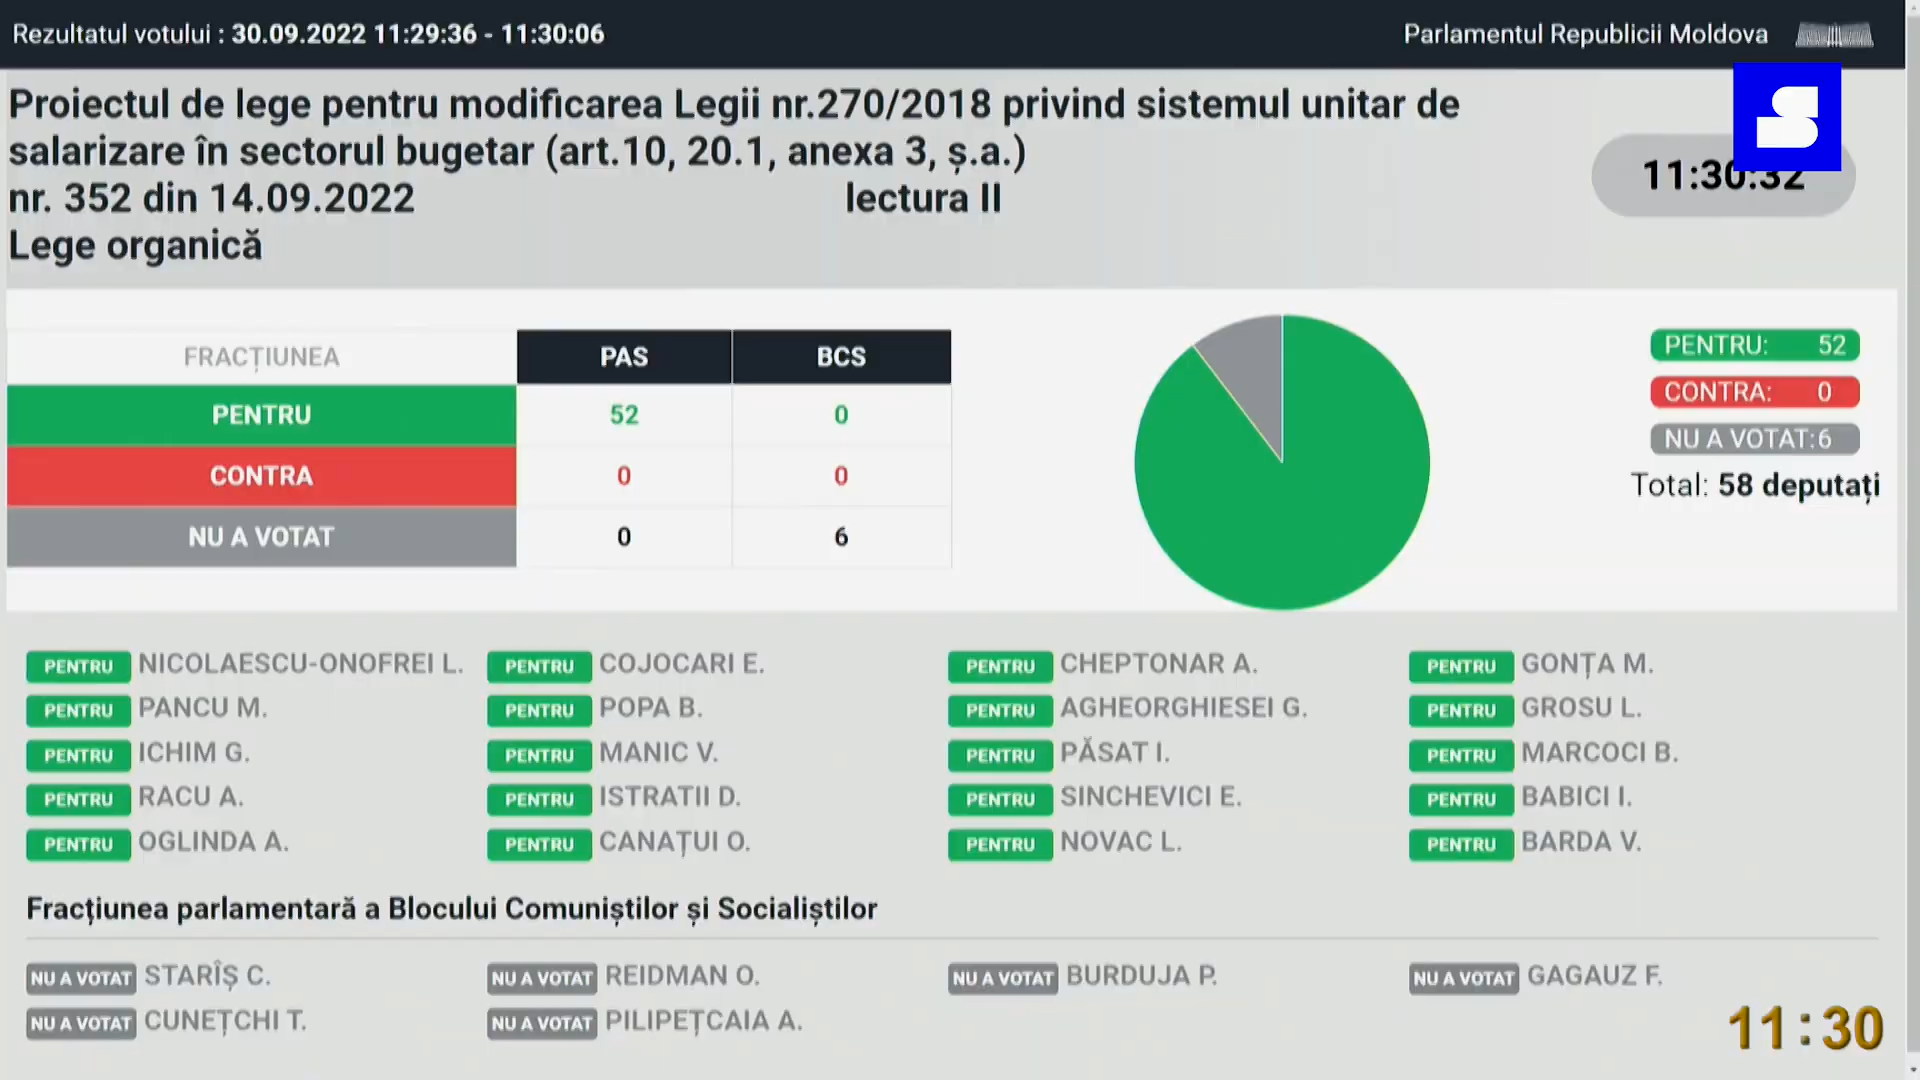 Rezultatul votului : 30.09.2022 11:29:36 - 11:30:06
Parlamentul Republicii Moldova
Proiectul de lege pentru modificarea Legii nr.270/2018 privind sistemul unitar de
salarizare în sectorul bugetar (art.10, 20.1, anexa 3, ș.a.)
nr. 352 din 14.09.2022 lectura II
Lege organică
11:30:32
FRACȚIUNEA PAS BCS
PENTRU 52 0
CONTRA 0 0
NU A VOTAT 0 6
PENTRU: 52
CONTRA: 0
NU A VOTAT:6
Total: 58 deputați
PENTRU NICOLAESCU-ONOFREI L. PENTRU COJOCARI E. PENTRU CHEPTONAR A. PENTRU GONȚA M.
PENTRU PANCU M. PENTRU POPA B. PENTRU AGHEORGHIESEI G. PENTRU GROSU L.
PENTRU ICHIM G. PENTRU MANIC V. PENTRU PĂSAT I. PENTRU MARCOCI B.
PENTRU RACU A. PENTRU ISTRATII D. PENTRU SINCHEVICI E. PENTRU BABICI I.
PENTRU OGLINDA A. PENTRU CANAȚUI O. PENTRU NOVAC L. PENTRU BARDA V.
Fracțiunea parlamentară a Blocului Comuniștilor și Socialiștilor
NU A VOTAT STARÎȘ C. NU A VOTAT REIDMAN O. NU A VOTAT BURDUJA P. NU A VOTAT GAGAUZ F.
NU A VOTAT CUNEȚCHI T. NU A VOTAT PILIPEȚCAIA A.
11:30